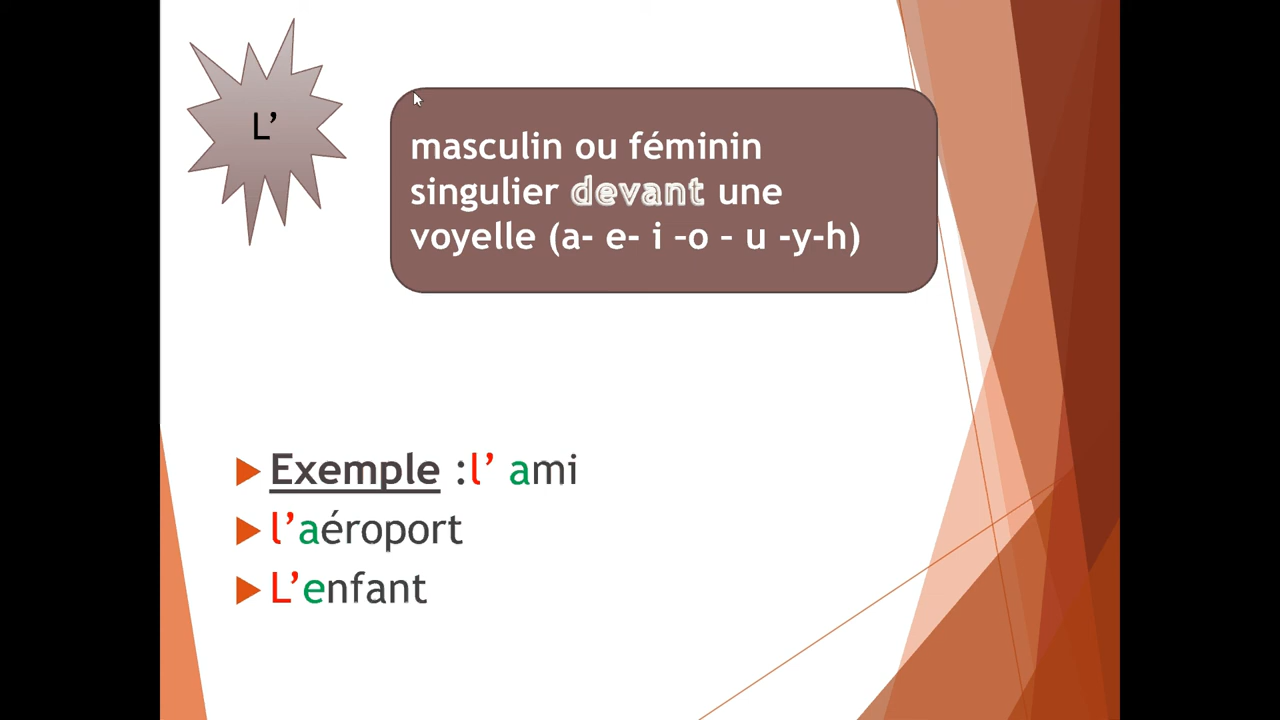 L’
masculin ou féminin
singulier devant une
voyelle (a- e- i –o – u -y-h)
Exemple :l’ ami
l’aéroport
L’enfant